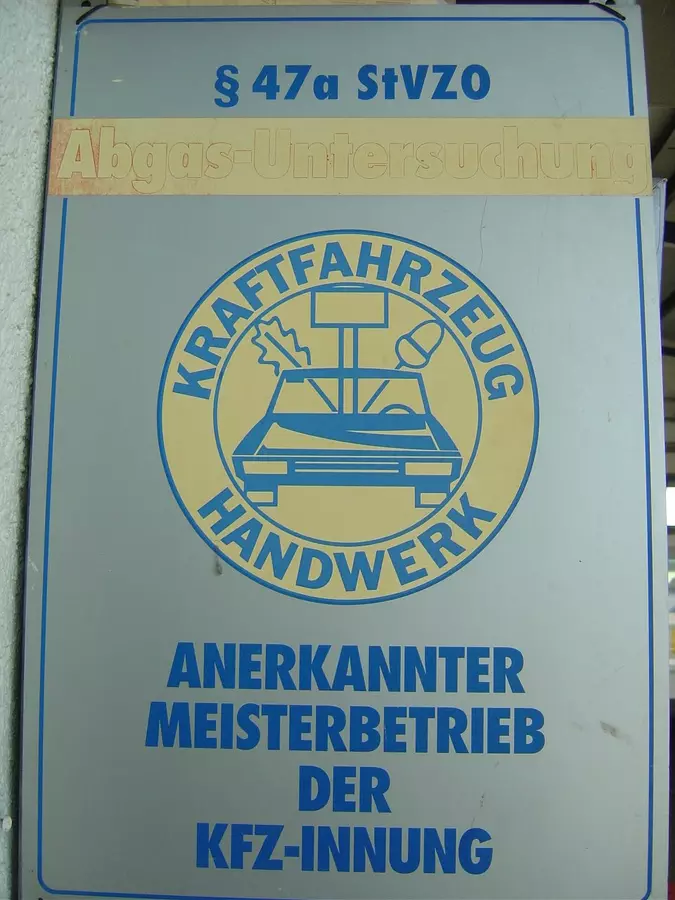 § 47a StVZO
Abgas-Untersuchung
KRAFTFAHRZEUG
HANDWERK
ANERKANNTER
MEISTERBETRIEB
DER
KFZ-INNUNG